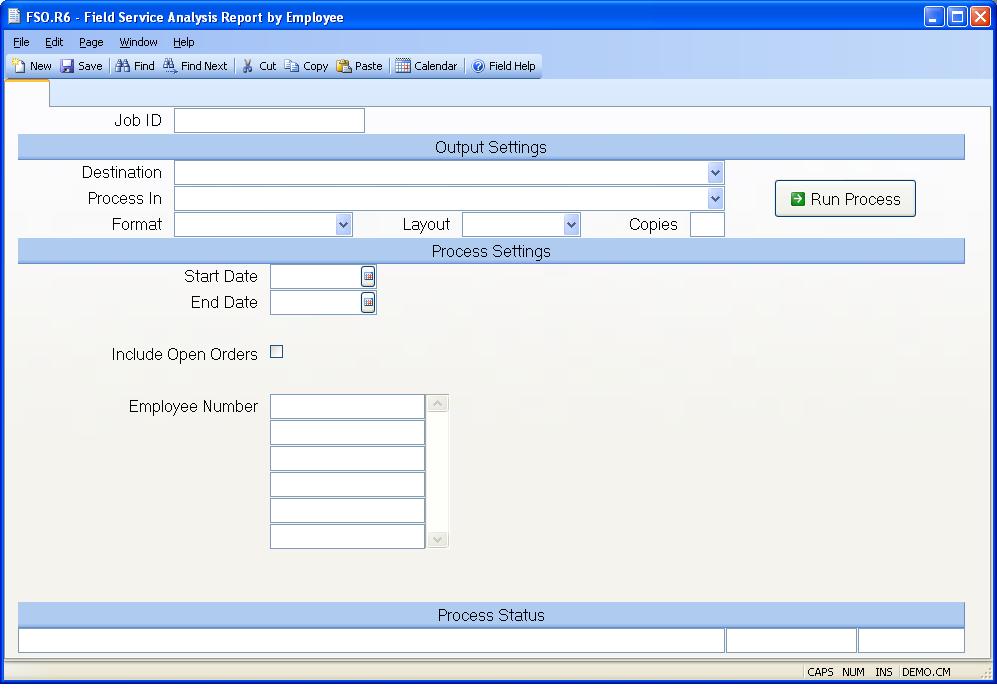 FSO.R6 - Field Service Analysis Report by Employee
File Edit Page Window Help
New Save Find Find Next Cut Copy Paste Calendar Field Help
Job ID
Output Settings
Destination
Process In
Run Process
Format Layout Copies
Process Settings
Start Date
End Date
Include Open Orders
Employee Number
Process Status
CAPS NUM INS DEMO.CM